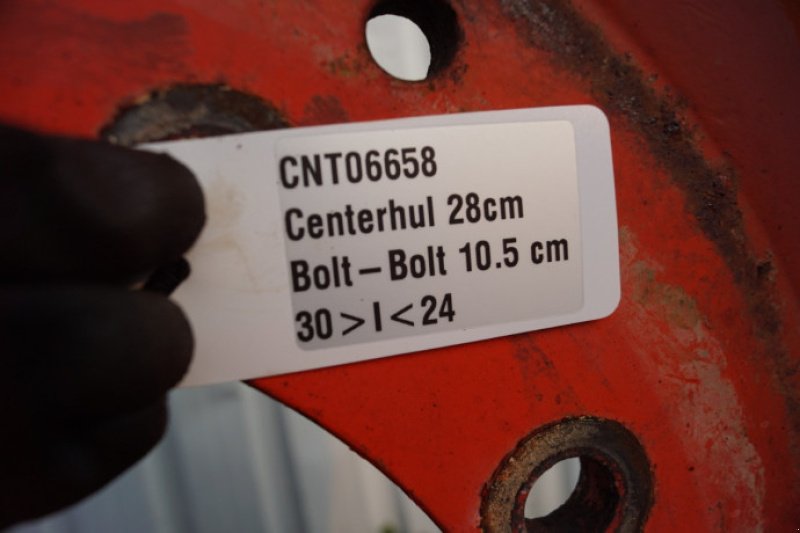 CNT06658
Centerhul 28cm
Bolt – Bolt 10.5 cm
30 > I < 24